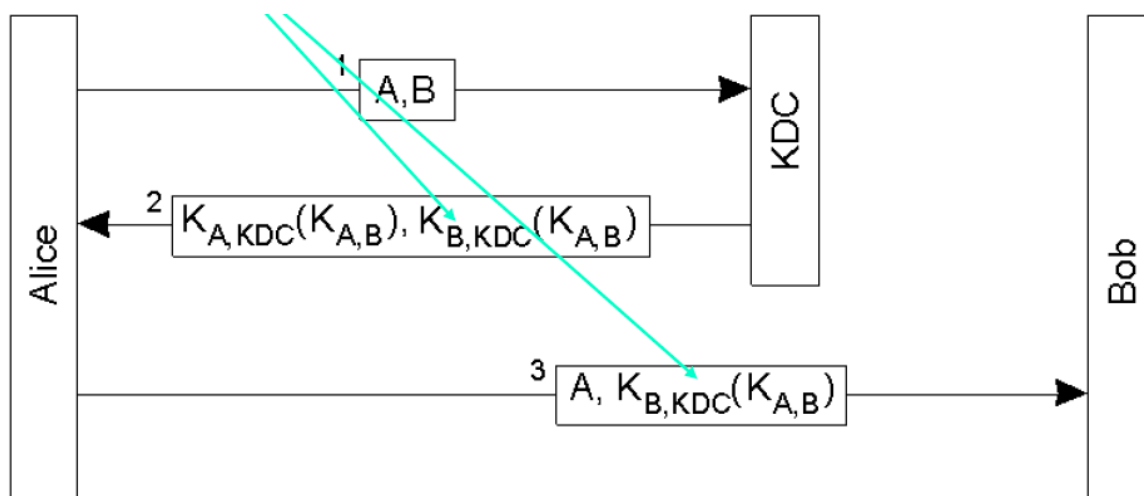 1
A,B
KDC
2
K_A,KDC(K_A,B), K_B,KDC(K_A,B)
Alice
Bob
3
A, K_B,KDC(K_A,B)